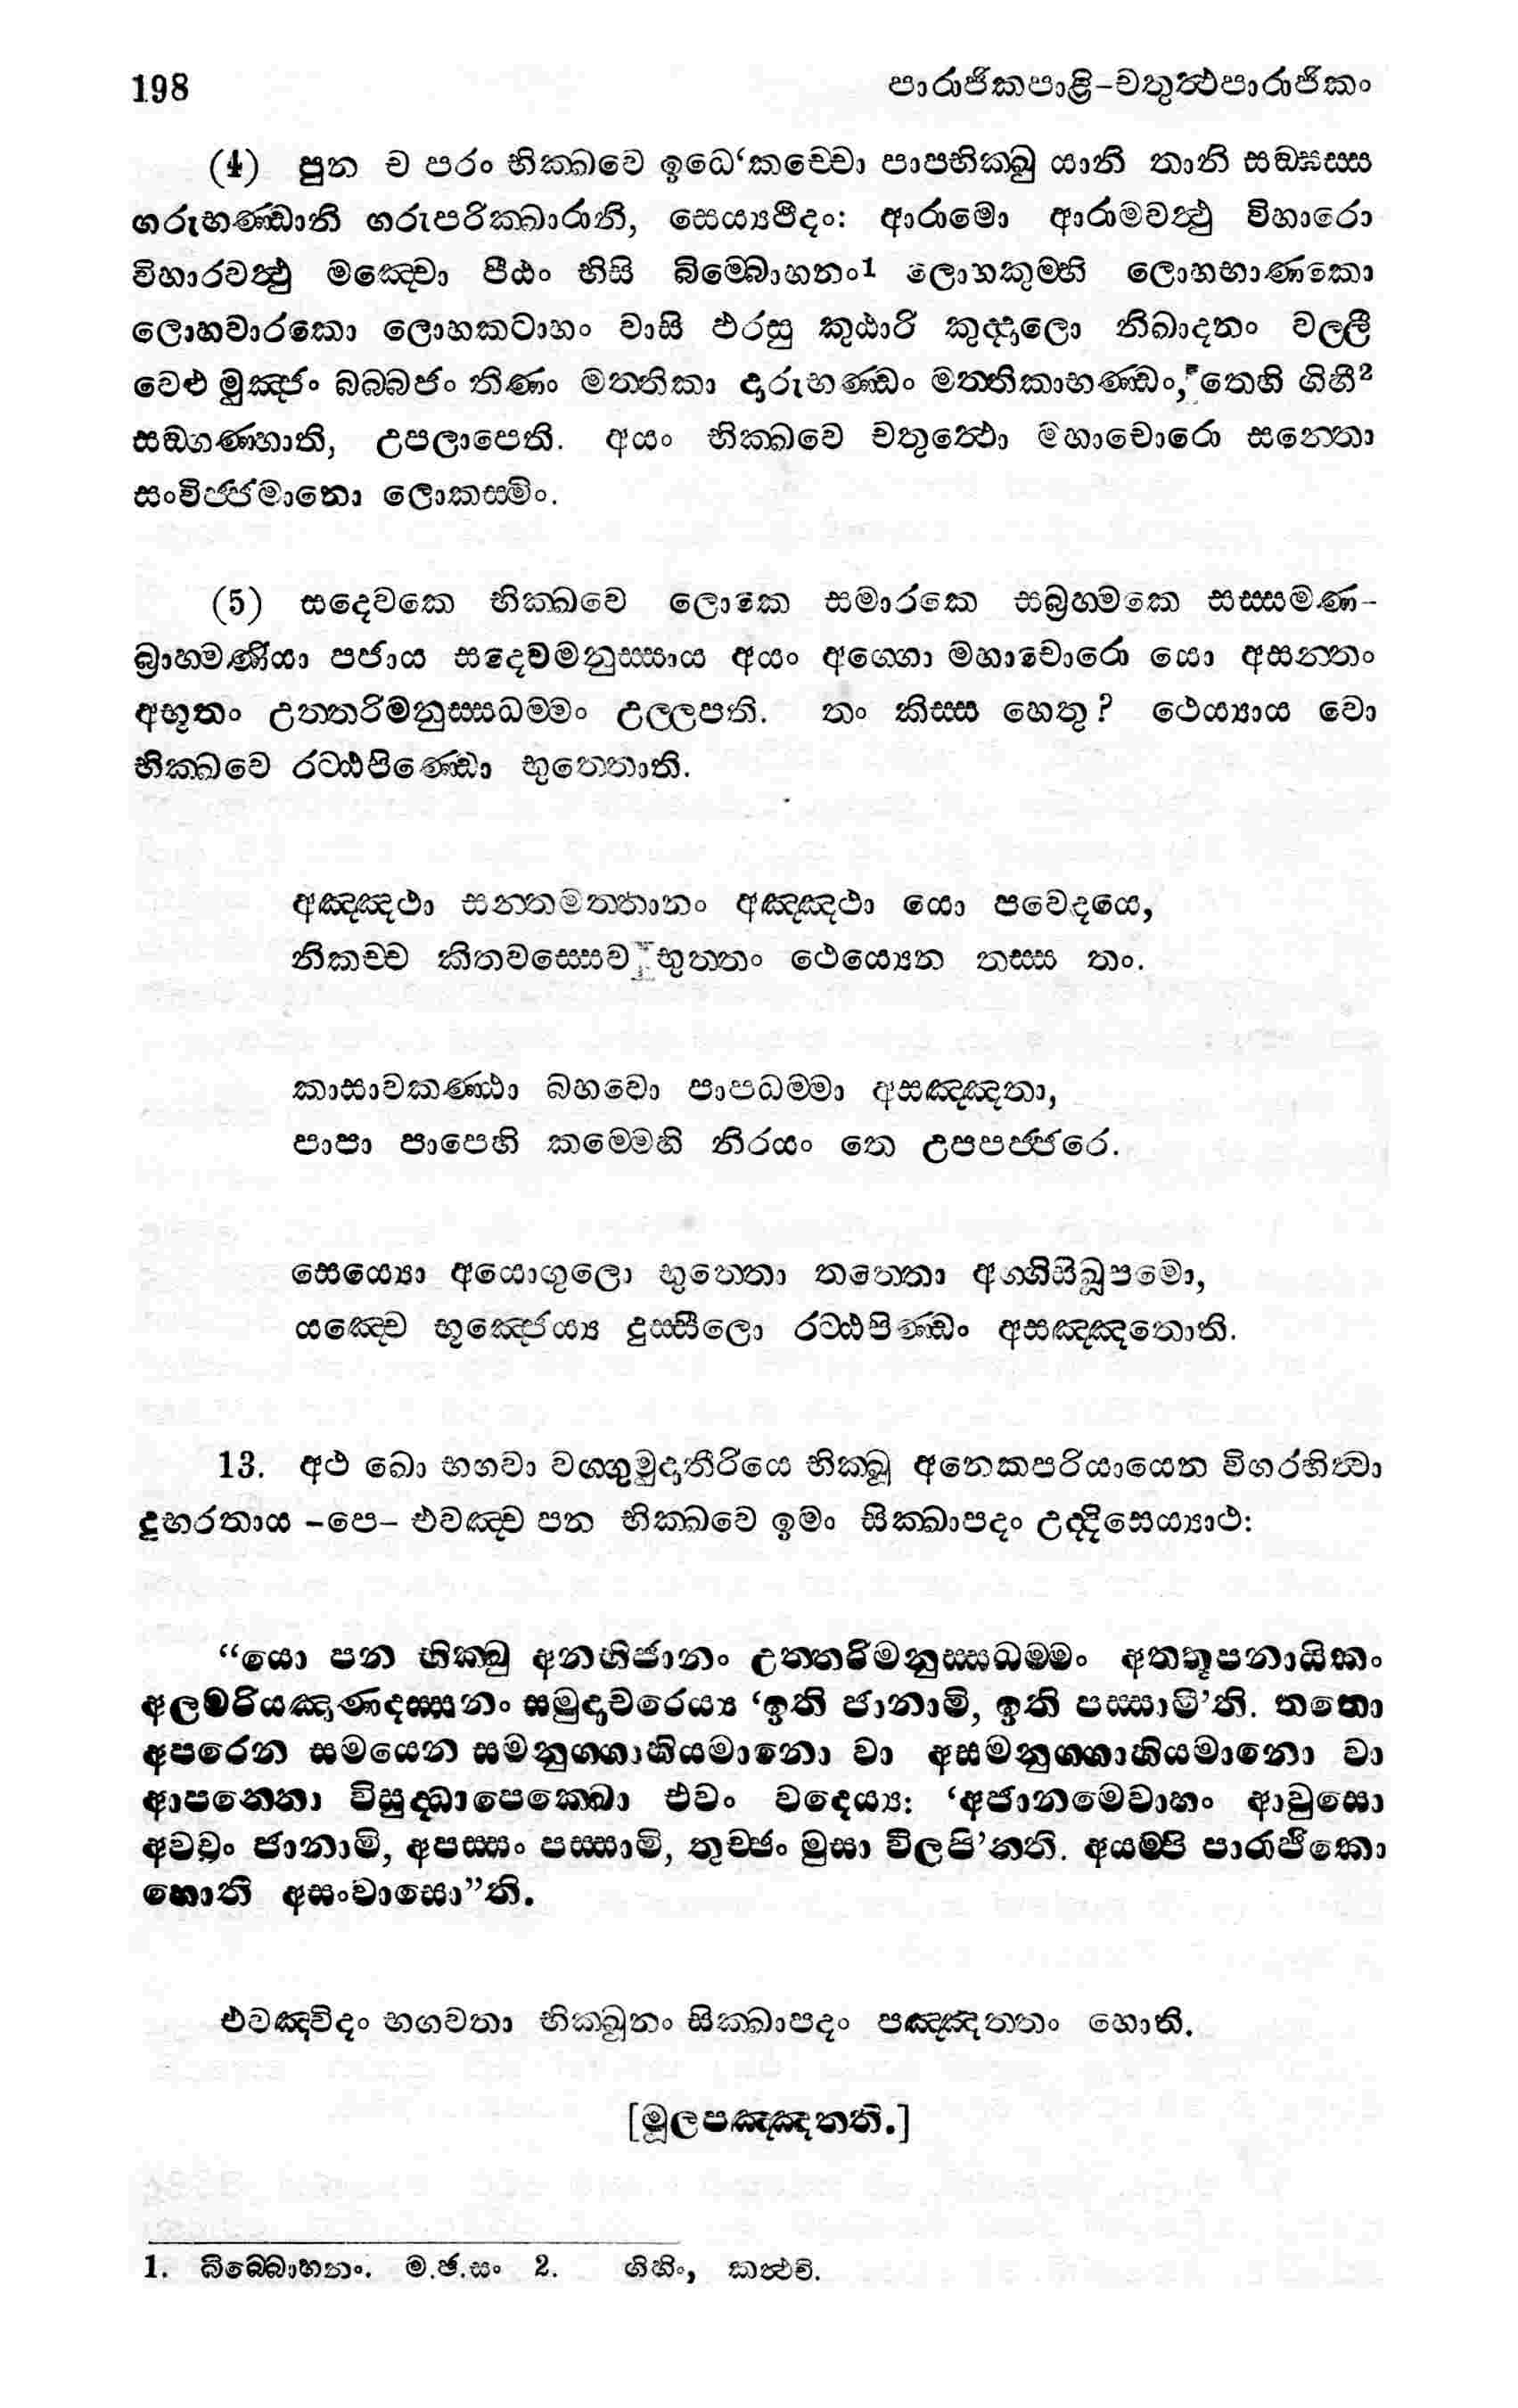 198 පාරාජිකපාළි-චතුත්‍ථපාරාජිකං
(4) පුන ච පරං භික‍්ඛවෙ ඉධෙ‘කච‍්චො පාපභික‍්ඛු යානි තානි සඞ‍්ඝස‍්ස
ගරුභණ‍්ඩානි ගරුපරික‍්ඛාරානි, සෙය්‍යථීදං: ආරාමො ආරාමවත්‍ථු විහාරො
විහාරවත්‍ථු මඤ‍්චො පීඨං භිසි බිම‍්බොහනං1 ලොහකුම‍්භි ලොහභාණකො
ලොහවාරකො ලොහකටාහං වාසි ඵරසු කුඨාරි කුද‍්දාලො නිඛාදනං වල‍්ලී
වෙළු මුඤ‍්ජං බබ‍්බජං තිණං මත‍්තිකා දාරුභණ‍්ඩං මත‍්තිකාභණ‍්ඩං, තෙහි ගිහී2
සඞ‍්ගණ‍්හාති, උපලාපෙති. අයං භික‍්ඛවෙ චතුත්‍ථො මහාචොරො සන‍්තො
සංවිජ‍්ජමානො ලොකස‍්මිං.
(5) සදෙවකෙ භික‍්ඛවෙ ලොකෙ සමාරකෙ සබ්‍රහ‍්මකෙ සස‍්සමණ-
බ්‍රාහ‍්මණියා පජාය සදෙවමනුස‍්සාය අයං අග‍්ගො මහාචොරො යො අසන‍්තං
අභූතං උත‍්තරිමනුස‍්සධම‍්මං උල‍්ලපති. තං කිස‍්ස හෙතු? ථෙය්‍යාය වො
භික‍්ඛවෙ රට‍්ඨපිණ‍්ඩො භුත‍්තොති.
අඤ‍්ඤථා සන‍්තමත‍්තානං අඤ‍්ඤථා යො පවෙදයෙ,
නිකච‍්ච කිතවස‍්සෙව භුත‍්තං ථෙය්‍යෙන තස‍්ස තං.
කාසාවකණ‍්ඨා බහවො පාපධම‍්මා අසඤ‍්ඤතා,
පාපා පාපෙහි කම‍්මෙහි නිරයං තෙ උපපජ‍්ජරෙ.
සෙය්‍යො අයොගුලො භුත‍්තො තත‍්තො අග‍්ගිසිඛූපමො,
යඤ‍්චෙ භූඤ‍්ජෙය්‍ය දුස‍්සීලො රට‍්ඨපිණ‍්ඩං අසඤ‍්ඤතොති.
13. අථ ඛො භගවා වග‍්ගුමුදාතීරියෙ භික‍්ඛූ අනෙකපරියායෙන විගරහිත්‍වා
දුභරතාය -පෙ- එවඤ‍්ච පන භික‍්ඛවෙ ඉමං සික‍්ඛාපදං උද‍්දිසෙය්‍යාථ:
“යො පන භික‍්ඛු අනභිජානං උත‍්තරිමනුස‍්සධම‍්මං අත‍්තූපනායිකං
අලමරියඤාණදස‍්සනං සමුදාචරෙය්‍ය ‘ඉති ජානාමි, ඉති පස‍්සාමි’ති. තතො
අපරෙන සමයෙන සමනුග‍්ගාහියමානො වා අසමනුග‍්ගාහියමානො වා
ආපන‍්නො විසුද‍්ධාපෙක‍්ඛො එවං වදෙය්‍ය: ‘අජානමෙවාහං ආවුසො
අවචං ජානාමි, අපස‍්සං පස‍්සාමි, තුච‍්ඡං මුසා විලපි’න‍්ති. අයම‍්පි පාරාජිකො
හොති අසංවාසො”ති.
එවඤ‍්චිදං භගවතා භික‍්ඛූනං සික‍්ඛාපදං පඤ‍්ඤත‍්තං හොති.
[මූලපඤ‍්ඤත‍්ති.]
1. බිබ‍්බොහනං. ම.ඡ.සං 2. ගිහිං, කත්‍ථචි.